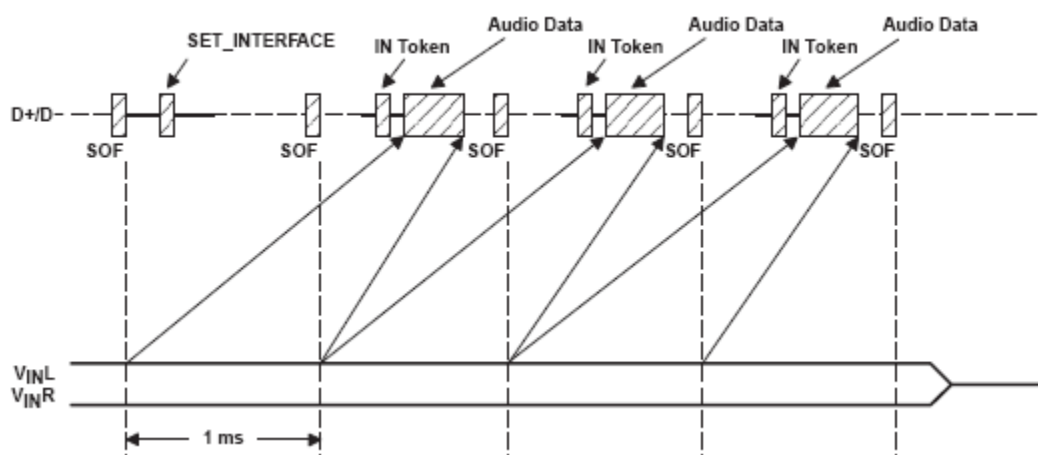 SET_INTERFACE
IN Token
Audio Data
IN Token
Audio Data
IN Token
Audio Data
D+/D-
SOF
SOF
SOF
SOF
SOF
VINL
VINR
1 ms